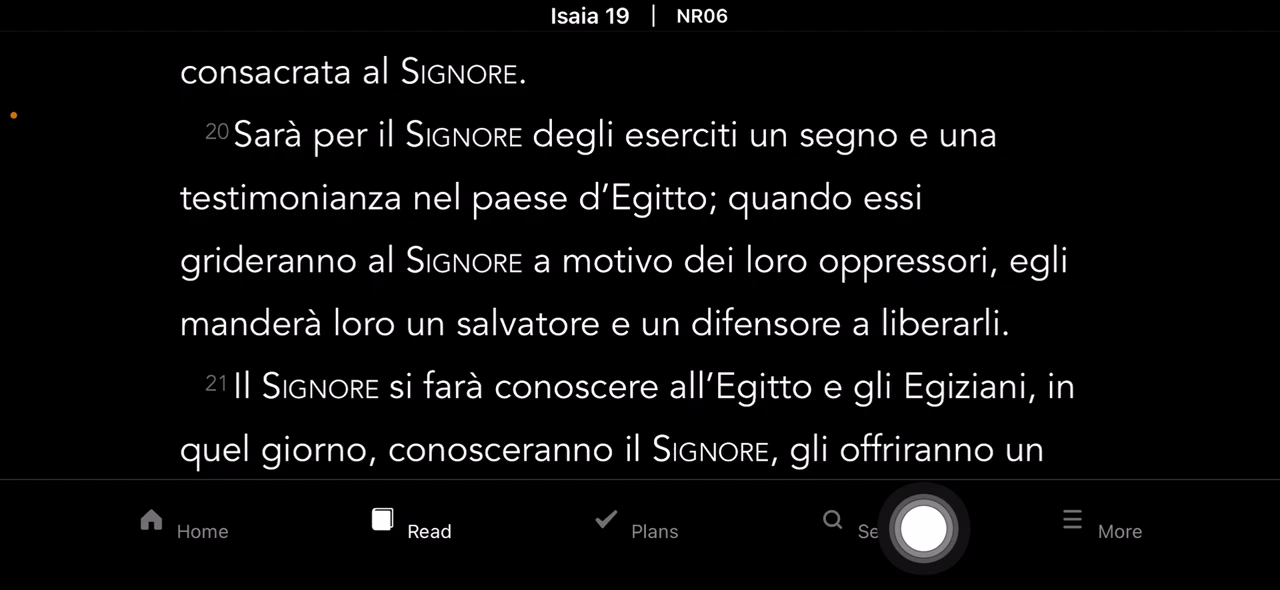 Isaia 19 | NR06
consacrata al SIGNORE.
20 Sarà per il SIGNORE degli eserciti un segno e una
testimonianza nel paese d’Egitto; quando essi
grideranno al SIGNORE a motivo dei loro oppressori, egli
manderà loro un salvatore e un difensore a liberarli.
21 Il SIGNORE si farà conoscere all’Egitto e gli Egiziani, in
quel giorno, conosceranno il SIGNORE, gli offriranno un
Home Read Plans More